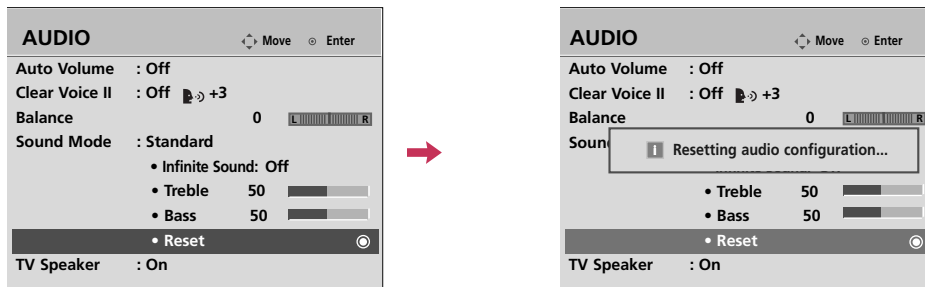 AUDIO Move Enter
Auto Volume : Off
Clear Voice II : Off +3
Balance 0 L R
Sound Mode : Standard
• Infinite Sound: Off
• Treble 50
• Bass 50
• Reset
TV Speaker : On
AUDIO Move Enter
Auto Volume : Off
Clear Voice II : Off +3
Balance 0 L R
Resetting audio configuration...
• Treble 50
• Bass 50
• Reset
TV Speaker : On